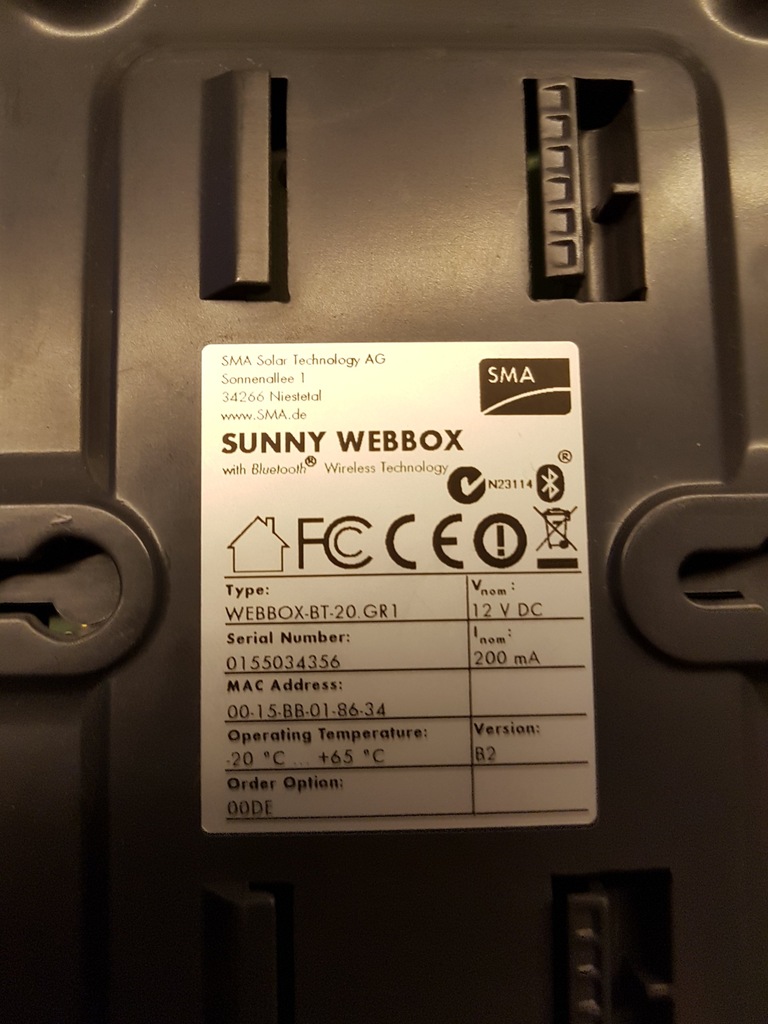 SMA Solar Technology AG
Sonnenallee 1
34266 Niestetal
www.SMA.de
SMA
SUNNY WEBBOX
with Bluetooth® Wireless Technology
N23114
®
FC CE
Type:
WEBBOX-BT-20.GR1
Vnom:
12 V DC
Serial Number:
0155034356
Inom:
200 mA
MAC Address:
00-15-BB-01-86-34
Operating Temperature:
-20 °C ... +65 °C
Version:
B2
Order Option:
00DE